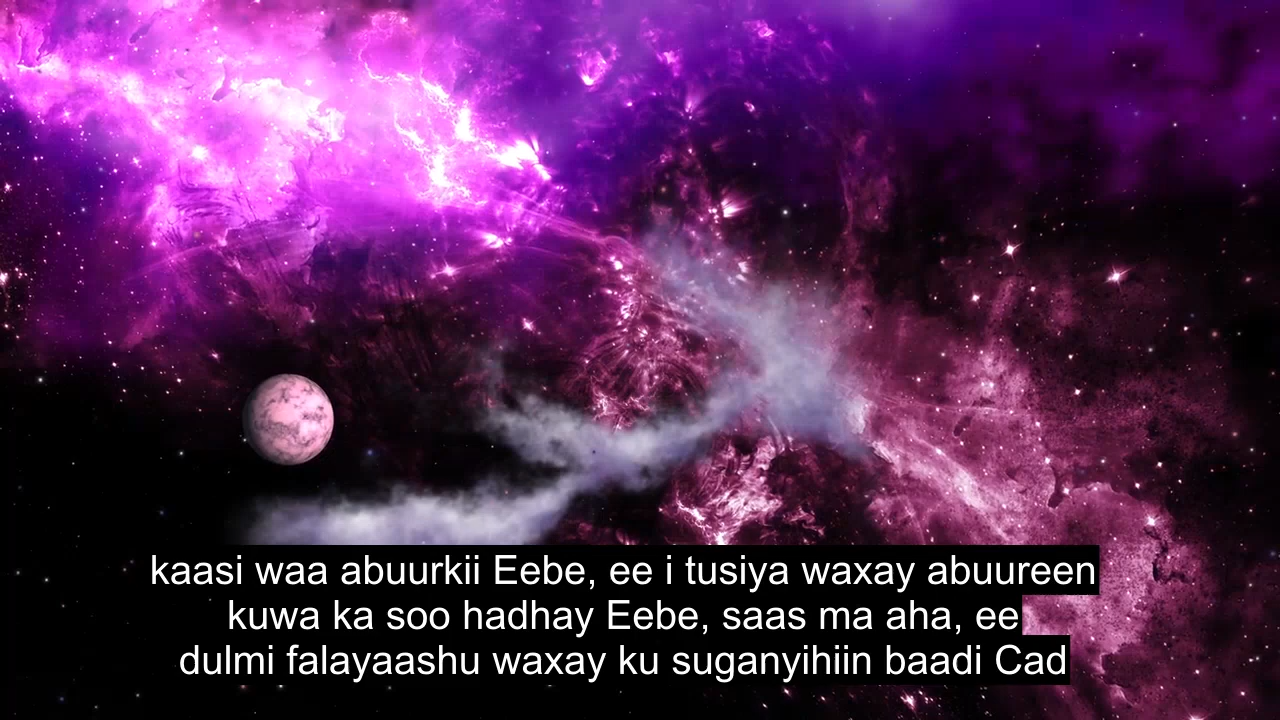 kaasi waa abuurkii Eebe, ee i tusiya waxay abuureen
kuwa ka soo hadhay Eebe, saas ma aha, ee
dulmi falayaashu waxay ku suganyihiin baadi Cad